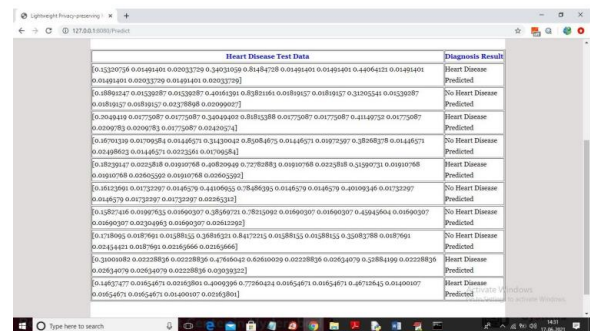 Lightweight Privacy-preserving
127.0.0.1:8000/Predict
Heart Disease Test Data Diagnosis Result
[0.15320756 0.01491401 0.02033729 0.34031059 0.81484728 0.01491401 0.01491401 0.44064121 0.01491401 Heart Disease
0.01491401 0.02033729 0.01491401 0.02033729] Predicted
[0.18891247 0.01539287 0.01539287 0.40161391 0.83821161 0.01819157 0.01819157 0.31205541 0.01539287 No Heart Disease
0.01819157 0.01819157 0.02378898 0.02099027] Predicted
[0.2049419 0.01775087 0.01775087 0.34049402 0.81815388 0.01775087 0.01775087 0.41149752 0.01775087 Heart Disease
0.0209783 0.0209783 0.01775087 0.02420574] Predicted
[0.16701319 0.01709584 0.01446571 0.31430042 0.85084675 0.01446571 0.01972597 0.38268378 0.01446571 No Heart Disease
0.02498623 0.01446571 0.0223561 0.01709584] Predicted
[0.18239147 0.0225818 0.01910768 0.40820949 0.72782883 0.01910768 0.0225818 0.51590731 0.01910768 Heart Disease
0.01910768 0.02605592 0.01910768 0.02605592] Predicted
[0.16123691 0.01732297 0.0146579 0.44106955 0.78486395 0.0146579 0.0146579 0.40109346 0.01732297 No Heart Disease
0.0146579 0.01732297 0.01732297 0.02265312] Predicted
[0.15827416 0.01997635 0.01690307 0.38569721 0.78215092 0.01690307 0.01690307 0.45945604 0.01690307 No Heart Disease
0.01690307 0.02304963 0.01690307 0.02612292] Predicted
[0.1718095 0.0187691 0.01588155 0.36816321 0.84172215 0.01588155 0.01588155 0.35083788 0.0187691 No Heart Disease
0.02454421 0.0187691 0.02165666 0.02165666] Predicted
[0.31001082 0.02228836 0.02228836 0.47616042 0.62610029 0.02228836 0.02634079 0.52884199 0.02228836 Heart Disease
0.02634079 0.02634079 0.02228836 0.03039322] Predicted
[0.14637477 0.01654671 0.02163801 0.4009396 0.77260424 0.01654671 0.01654671 0.46712645 0.01400107 Heart Disease
0.01654671 0.01654671 0.01400107 0.02163801] Predicted
Activate Windows
Type here to search
14:31
17-06-2021